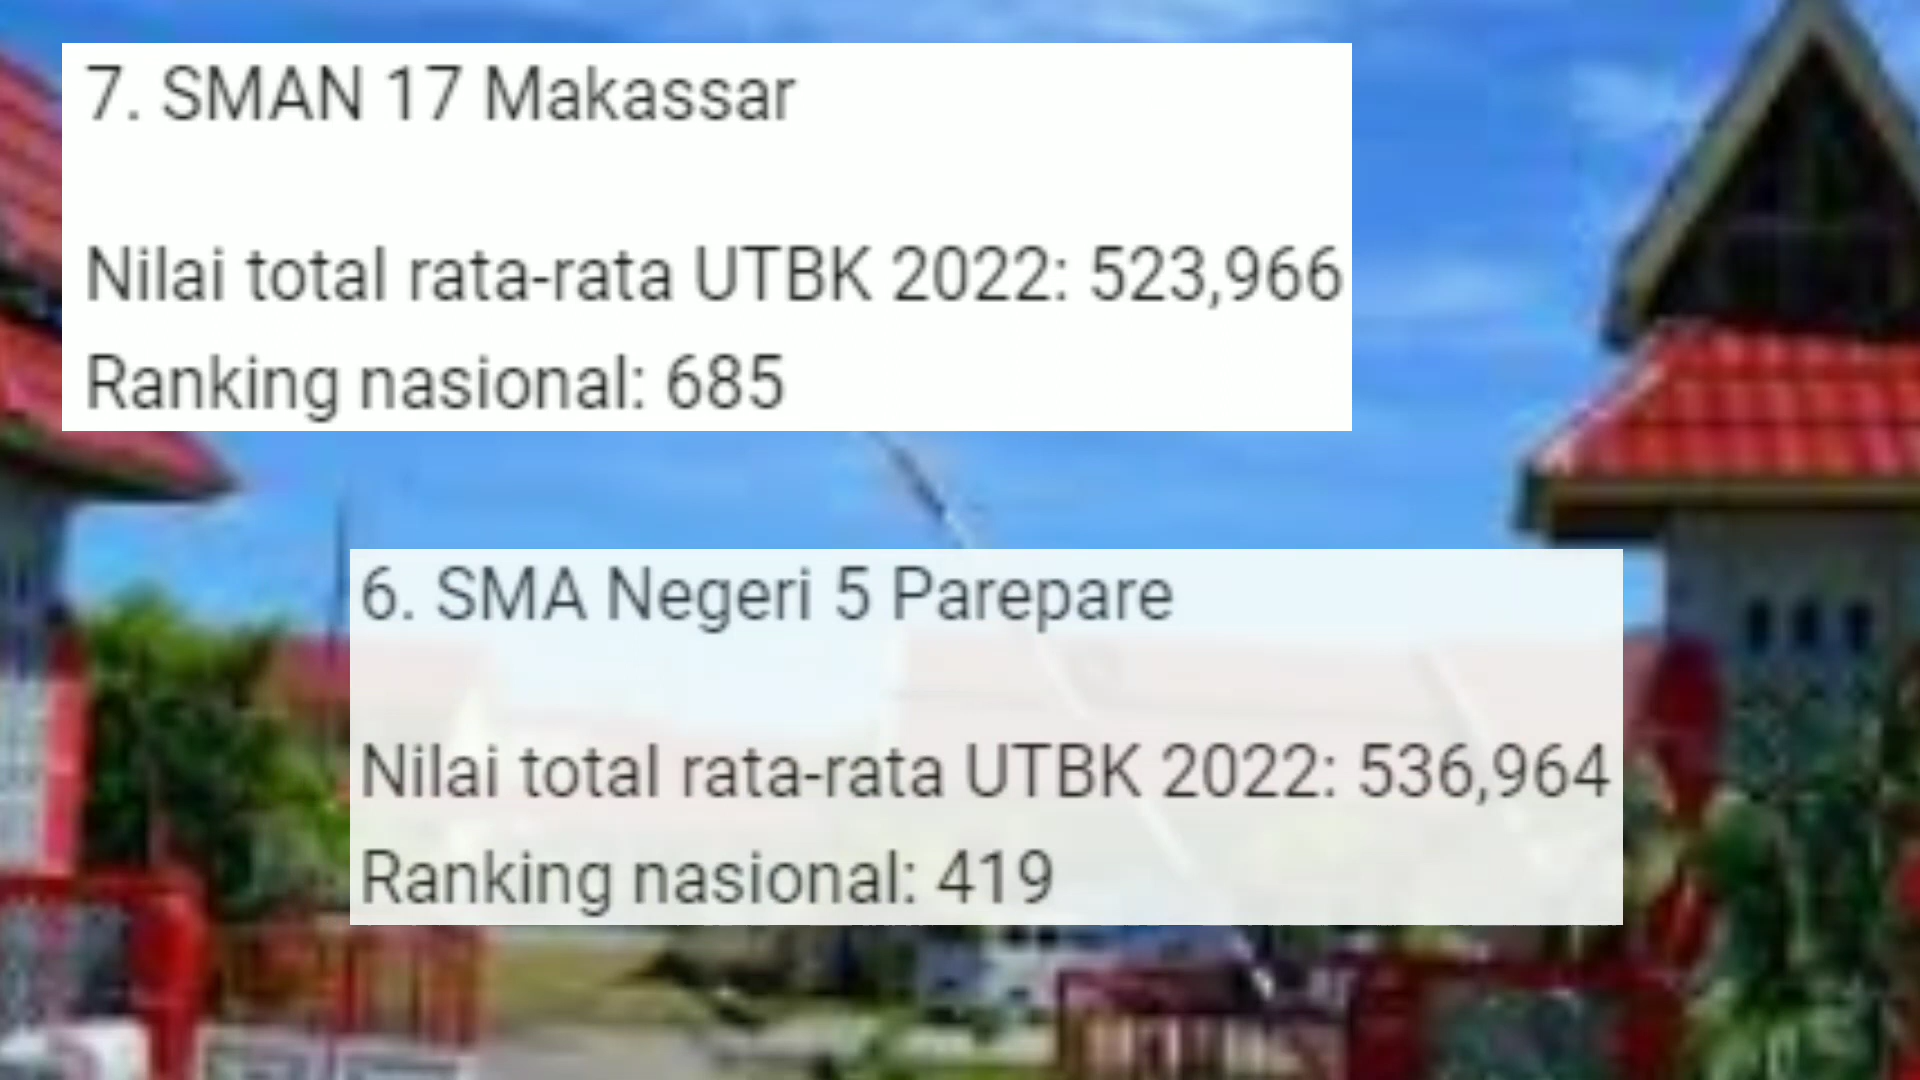 7. SMAN 17 Makassar
Nilai total rata-rata UTBK 2022: 523,966
Ranking nasional: 685
6. SMA Negeri 5 Parepare
Nilai total rata-rata UTBK 2022: 536,964
Ranking nasional: 419